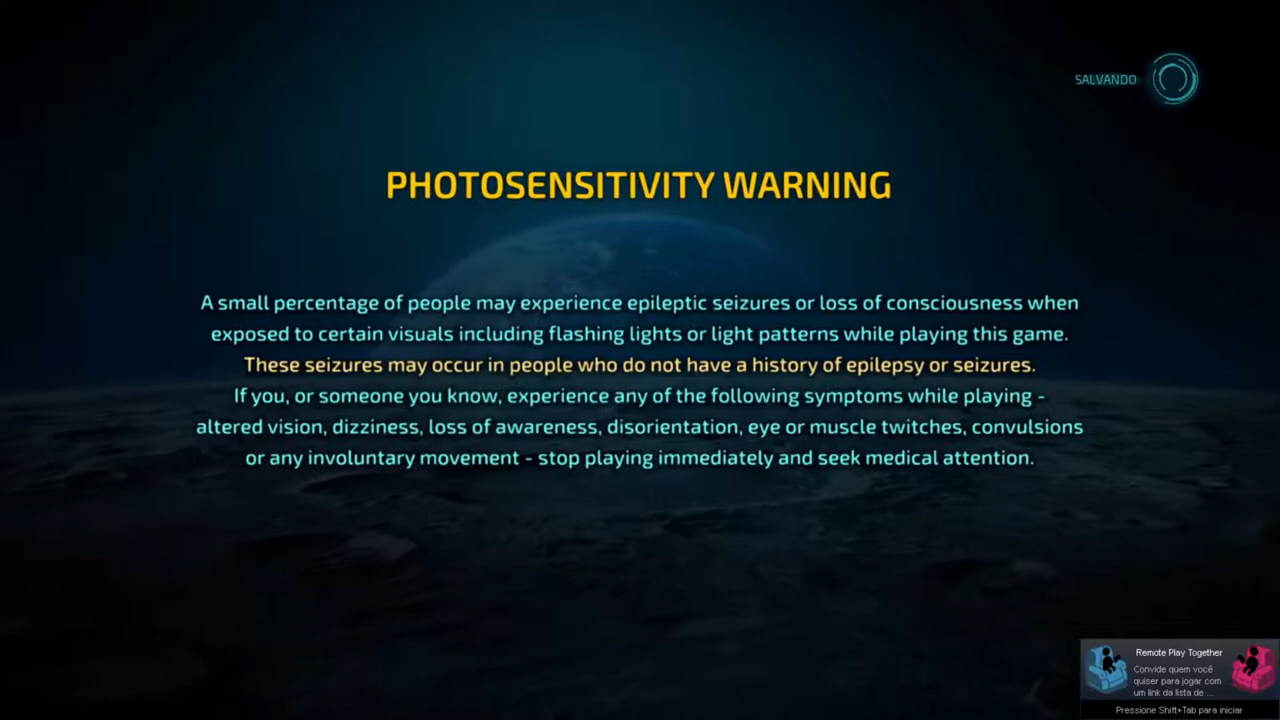 SALVANDO
PHOTOSENSITIVITY WARNING
A small percentage of people may experience epileptic seizures or loss of consciousness when
exposed to certain visuals including flashing lights or light patterns while playing this game.
These seizures may occur in people who do not have a history of epilepsy or seizures.
If you, or someone you know, experience any of the following symptoms while playing -
altered vision, dizziness, loss of awareness, disorientation, eye or muscle twitches, convulsions
or any involuntary movement - stop playing immediately and seek medical attention.
Remote Play Together
Convide quem você
quiser para jogar com
um link da lista de ...
Pressione Shift+Tab para iniciar